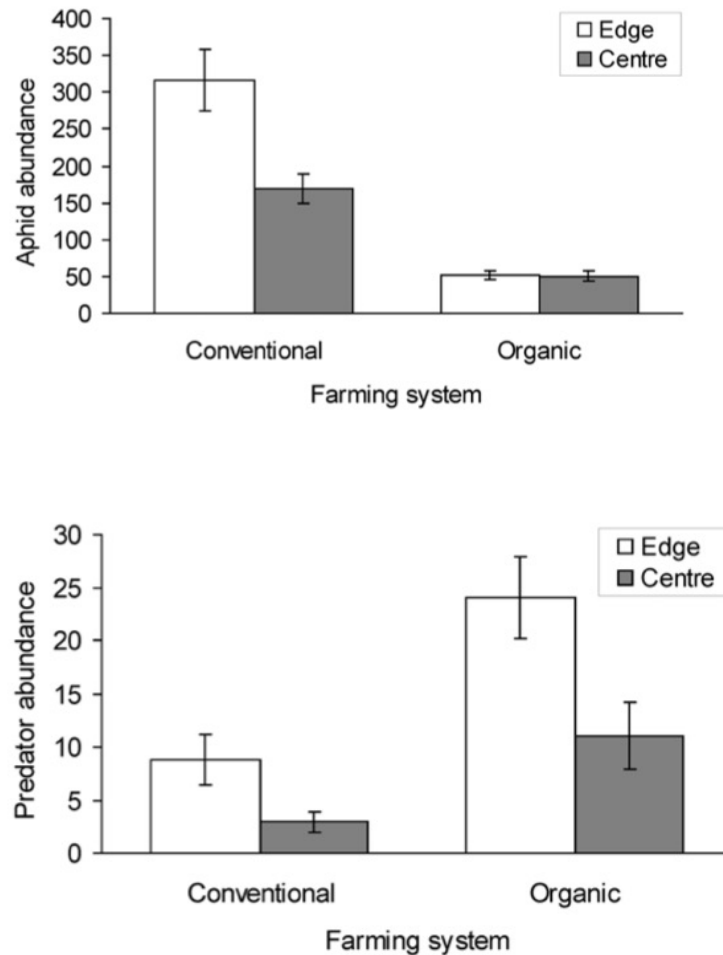 400
350
300
250
200
150
100
50
0
Aphid abundance
Edge
Centre
Conventional Organic
Farming system
30
25
20
15
10
5
0
Predator abundance
Edge
Centre
Conventional Organic
Farming system